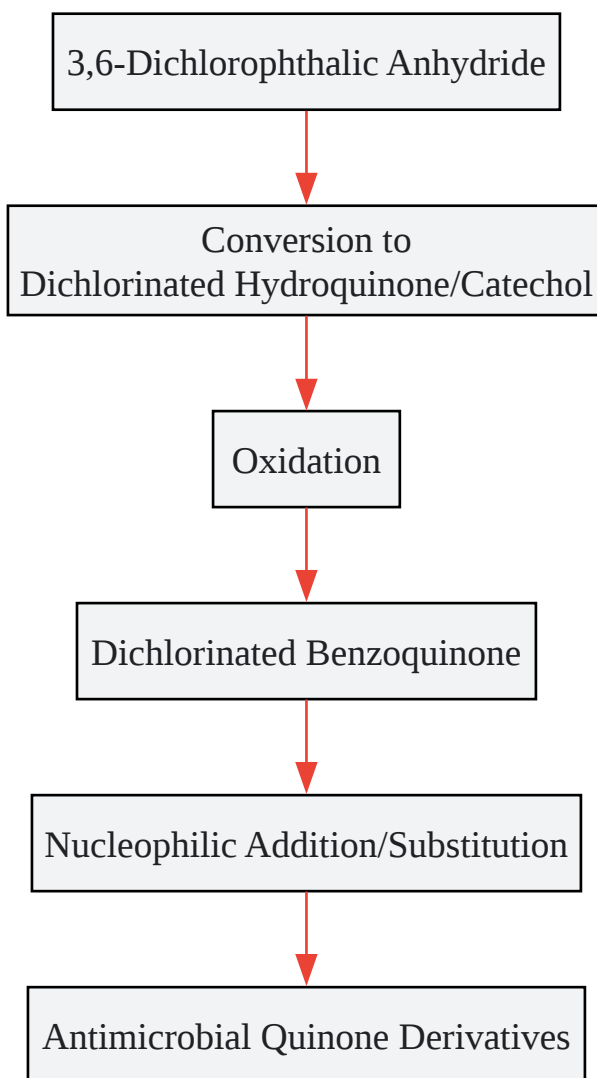 3,6-Dichlorophthalic Anhydride
Conversion to
Dichlorinated Hydroquinone/Catechol
Oxidation
Dichlorinated Benzoquinone
Nucleophilic Addition/Substitution
Antimicrobial Quinone Derivatives